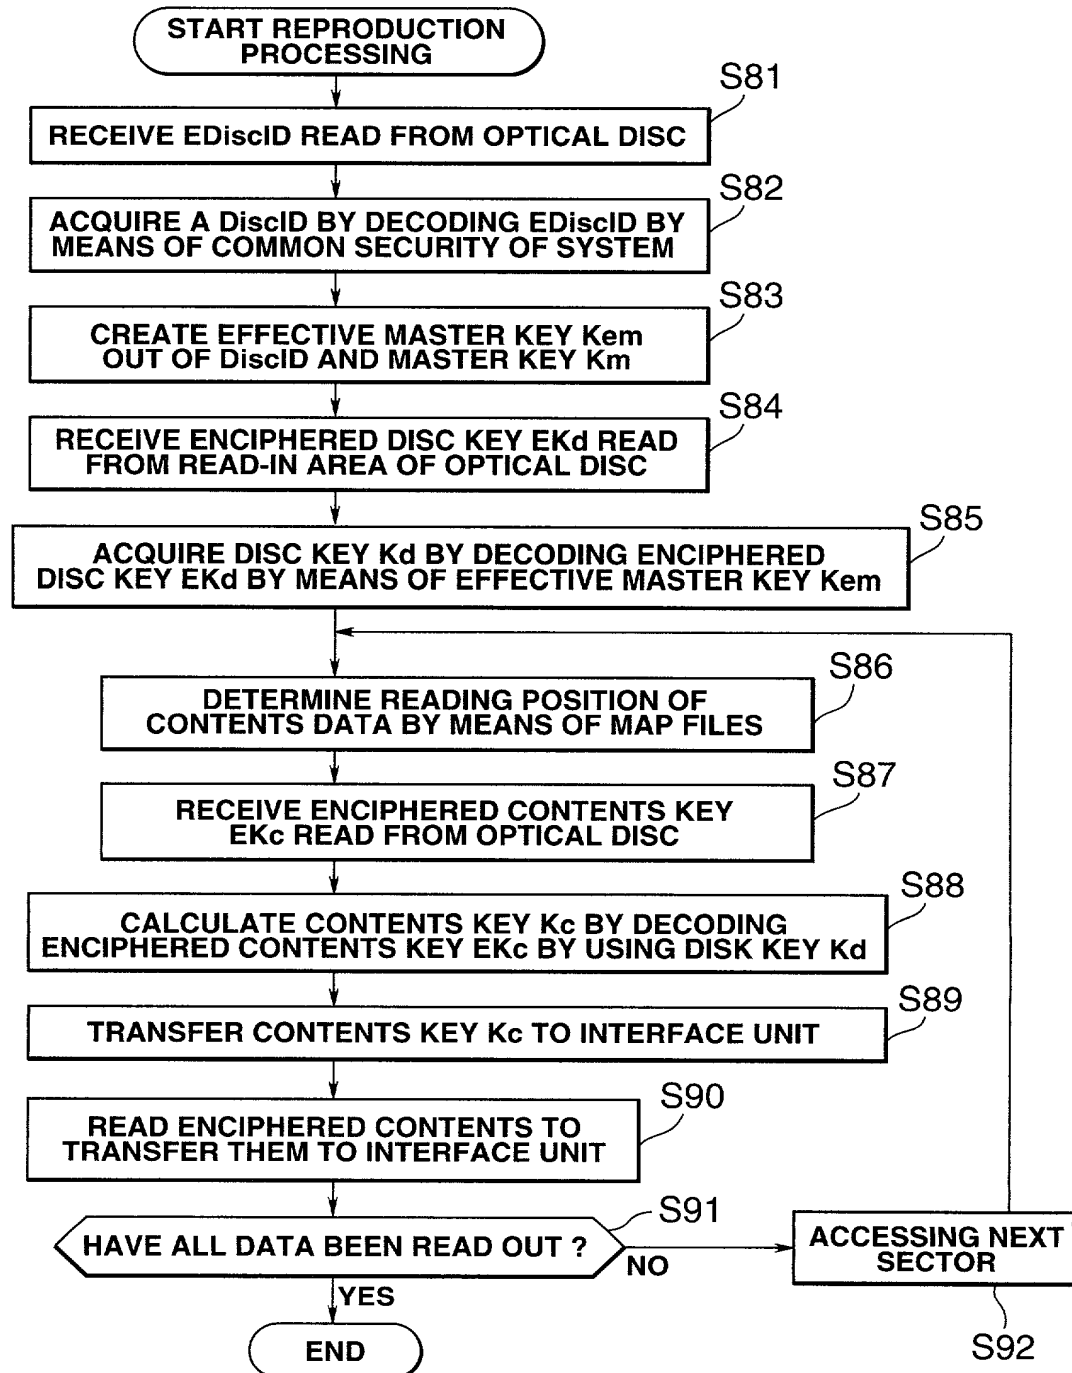 START REPRODUCTION
PROCESSING
S81
RECEIVE EDiscID READ FROM OPTICAL DISC
S82
ACQUIRE A DiscID BY DECODING EDiscID BY
MEANS OF COMMON SECURITY OF SYSTEM
S83
CREATE EFFECTIVE MASTER KEY Kem
OUT OF DiscID AND MASTER KEY Km
S84
RECEIVE ENCIPHERED DISC KEY EKd READ
FROM READ-IN AREA OF OPTICAL DISC
S85
ACQUIRE DISC KEY Kd BY DECODING ENCIPHERED
DISC KEY EKd BY MEANS OF EFFECTIVE MASTER KEY Kem
S86
DETERMINE READING POSITION OF
CONTENTS DATA BY MEANS OF MAP FILES
S87
RECEIVE ENCIPHERED CONTENTS KEY
EKc READ FROM OPTICAL DISC
S88
CALCULATE CONTENTS KEY Kc BY DECODING
ENCIPHERED CONTENTS KEY EKc BY USING DISK KEY Kd
S89
TRANSFER CONTENTS KEY Kc TO INTERFACE UNIT
S90
READ ENCIPHERED CONTENTS TO
TRANSFER THEM TO INTERFACE UNIT
S91
HAVE ALL DATA BEEN READ OUT ?
NO
ACCESSING NEXT
SECTOR
S92
YES
END